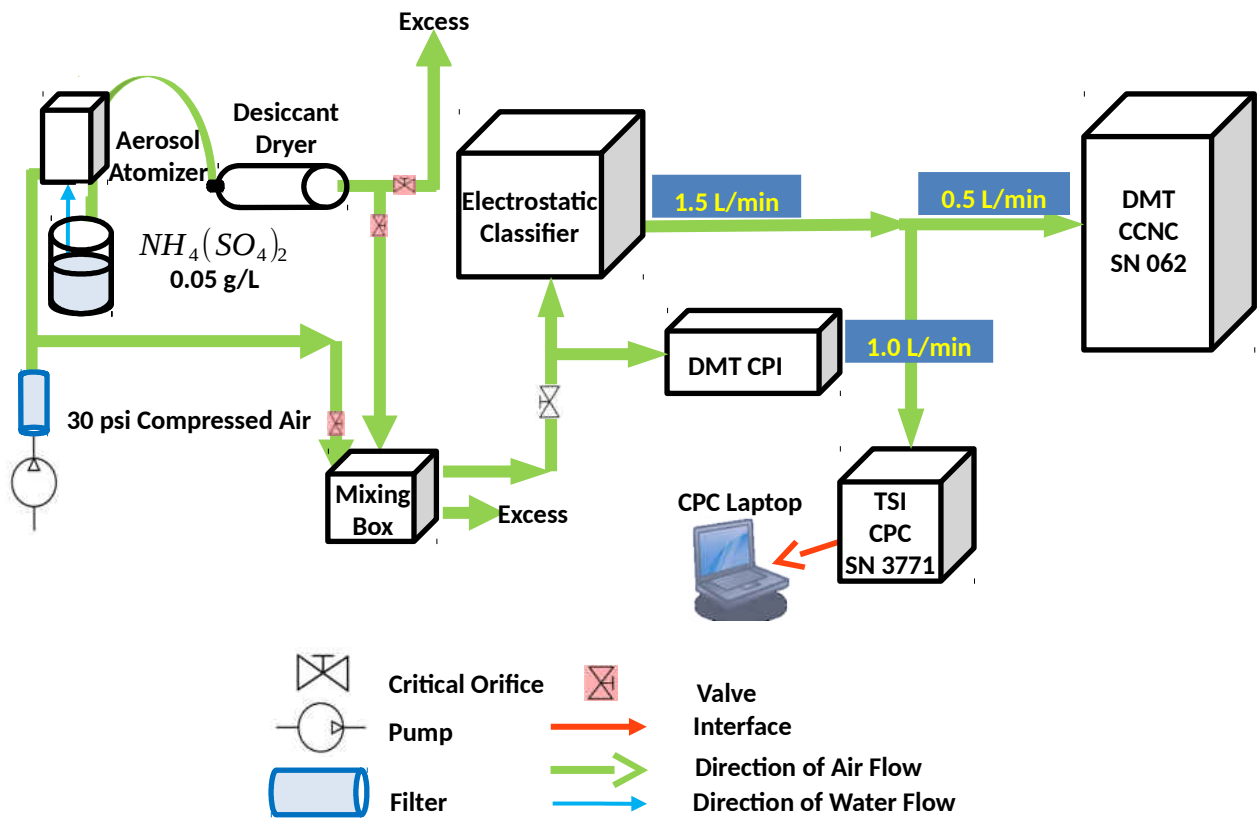 Excess
Aerosol
Atomizer
Desiccant
Dryer
NH₄(SO₄)₂
0.05 g/L
Electrostatic
Classifier
1.5 L/min
0.5 L/min
DMT
CCNC
SN 062
DMT CPI
1.0 L/min
30 psi Compressed Air
Mixing
Box
Excess
CPC Laptop
TSI
CPC
SN 3771
Critical Orifice
Valve
Pump
Interface
Direction of Air Flow
Filter
Direction of Water Flow